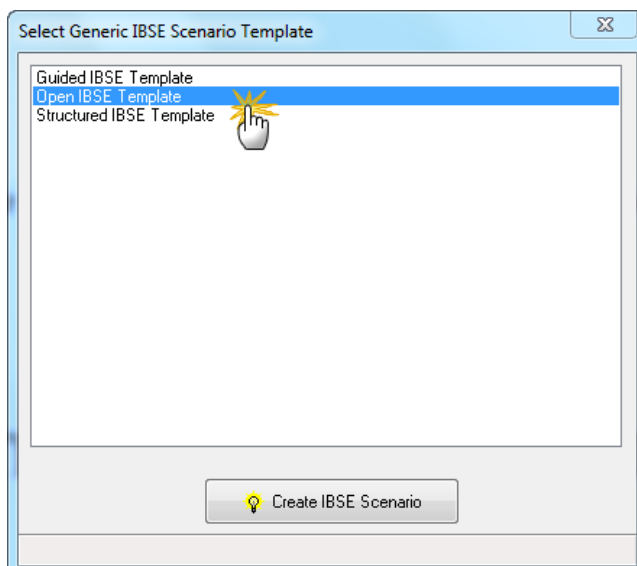 Select Generic IBSE Scenario Template
Guided IBSE Template
Open IBSE Template
Structured IBSE Template
Create IBSE Scenario